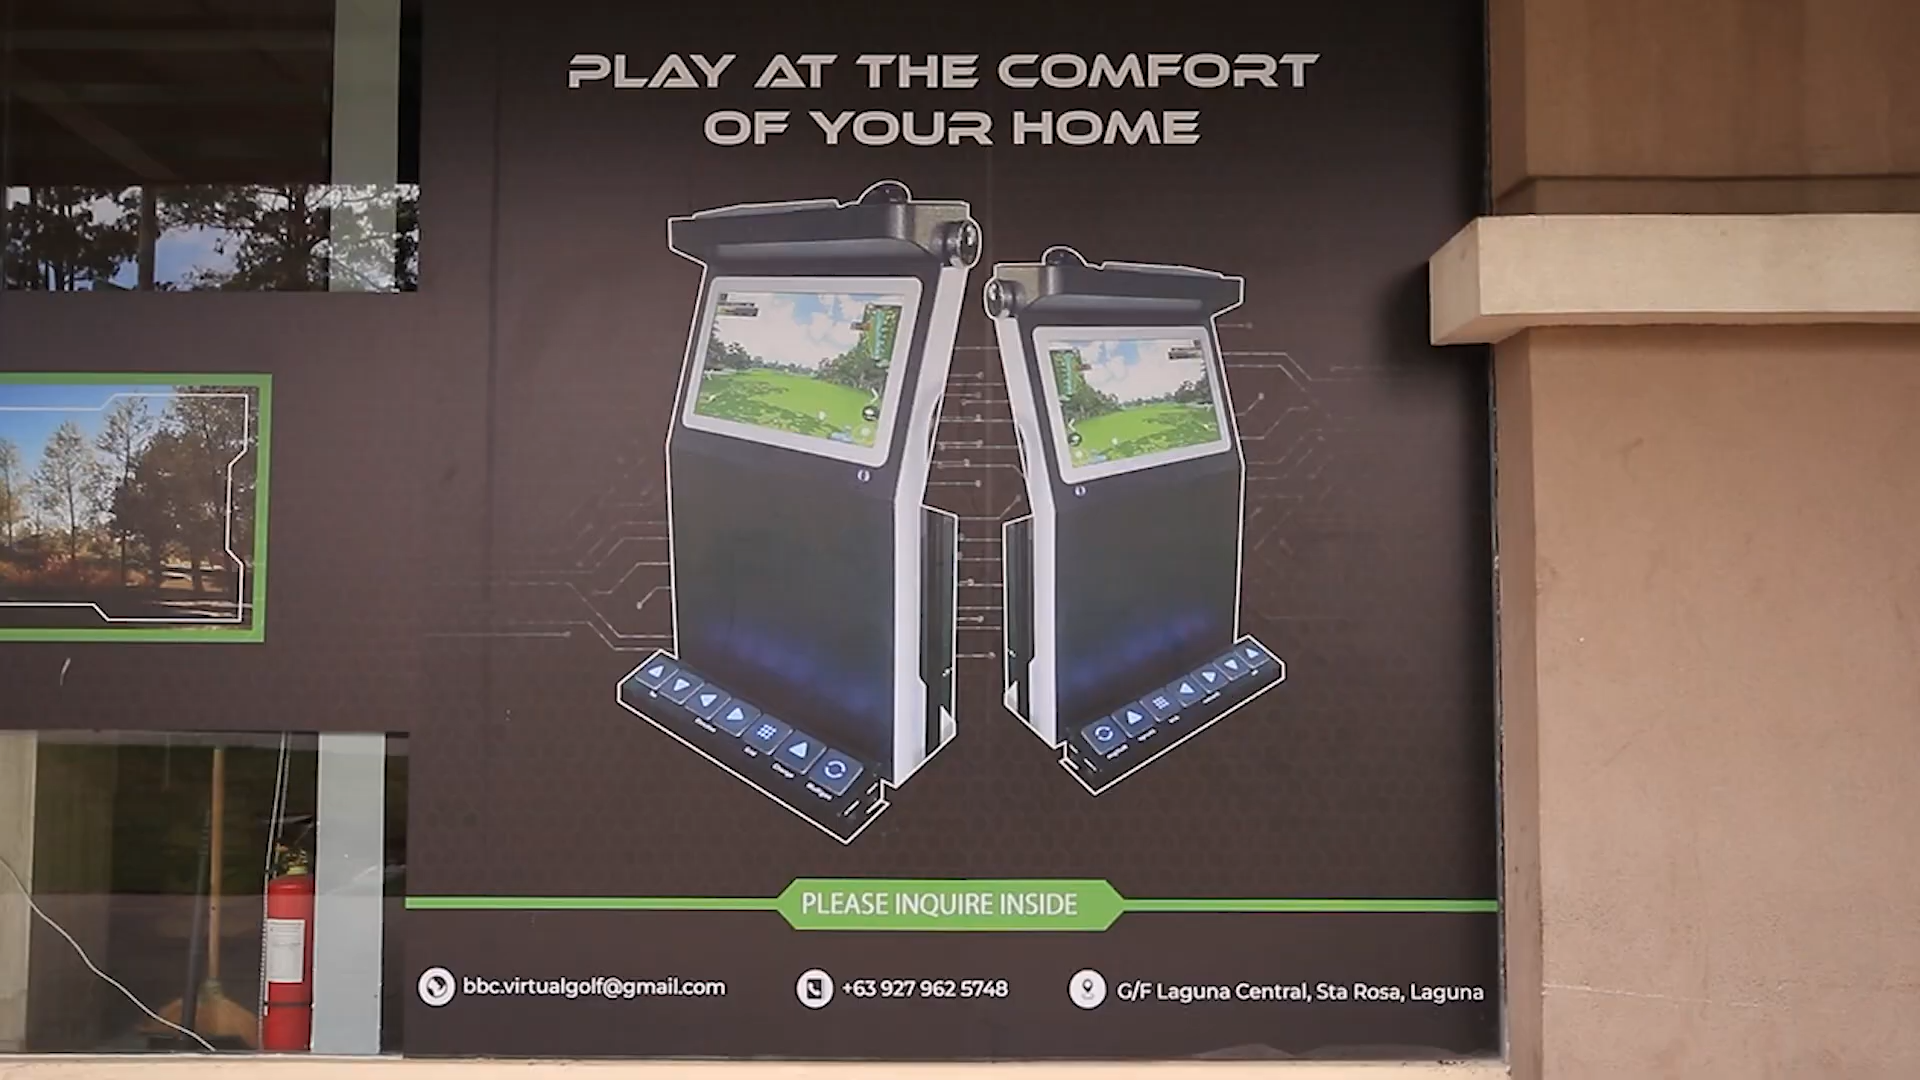 PLAY AT THE COMFORT
OF YOUR HOME
PLEASE INQUIRE INSIDE
bbc.virtualgolf@gmail.com
+63 927 962 5748
G/F Laguna Central, Sta Rosa, Laguna